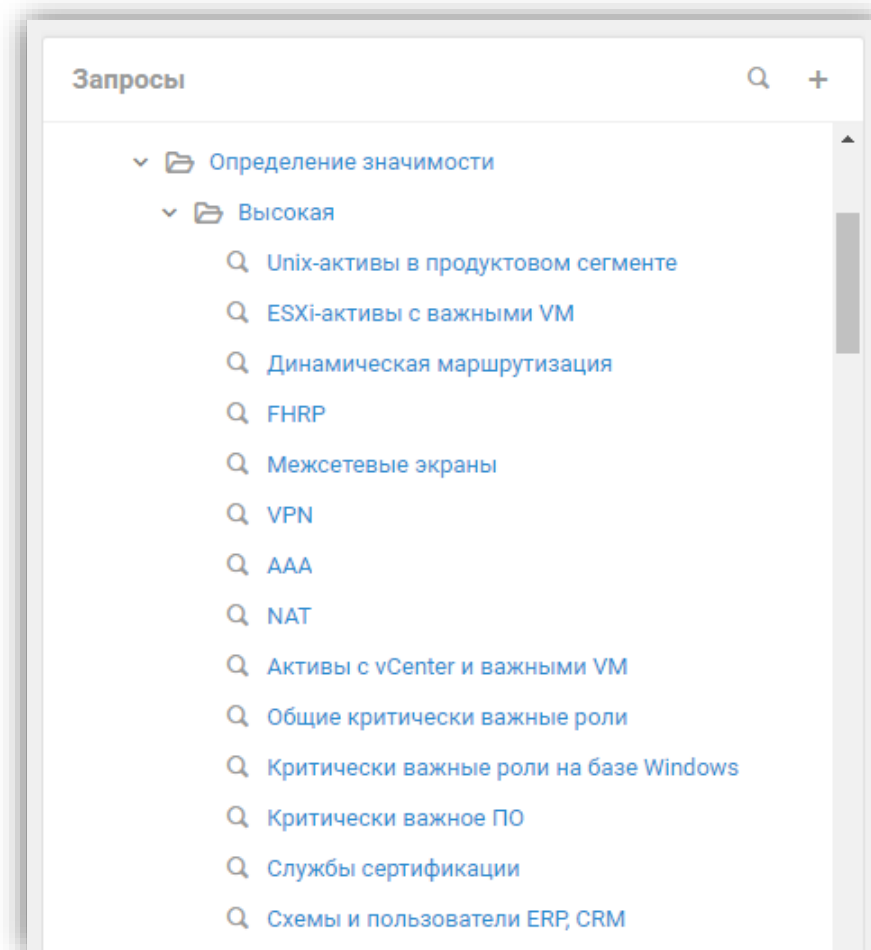 Запросы
Определение значимости
Высокая
Unix-активы в продуктовом сегменте
ESXi-активы с важными VM
Динамическая маршрутизация
FHRP
Межсетевые экраны
VPN
AAA
NAT
Активы с vCenter и важными VM
Общие критически важные роли
Критически важные роли на базе Windows
Критически важное ПО
Службы сертификации
Схемы и пользователи ERP, CRM